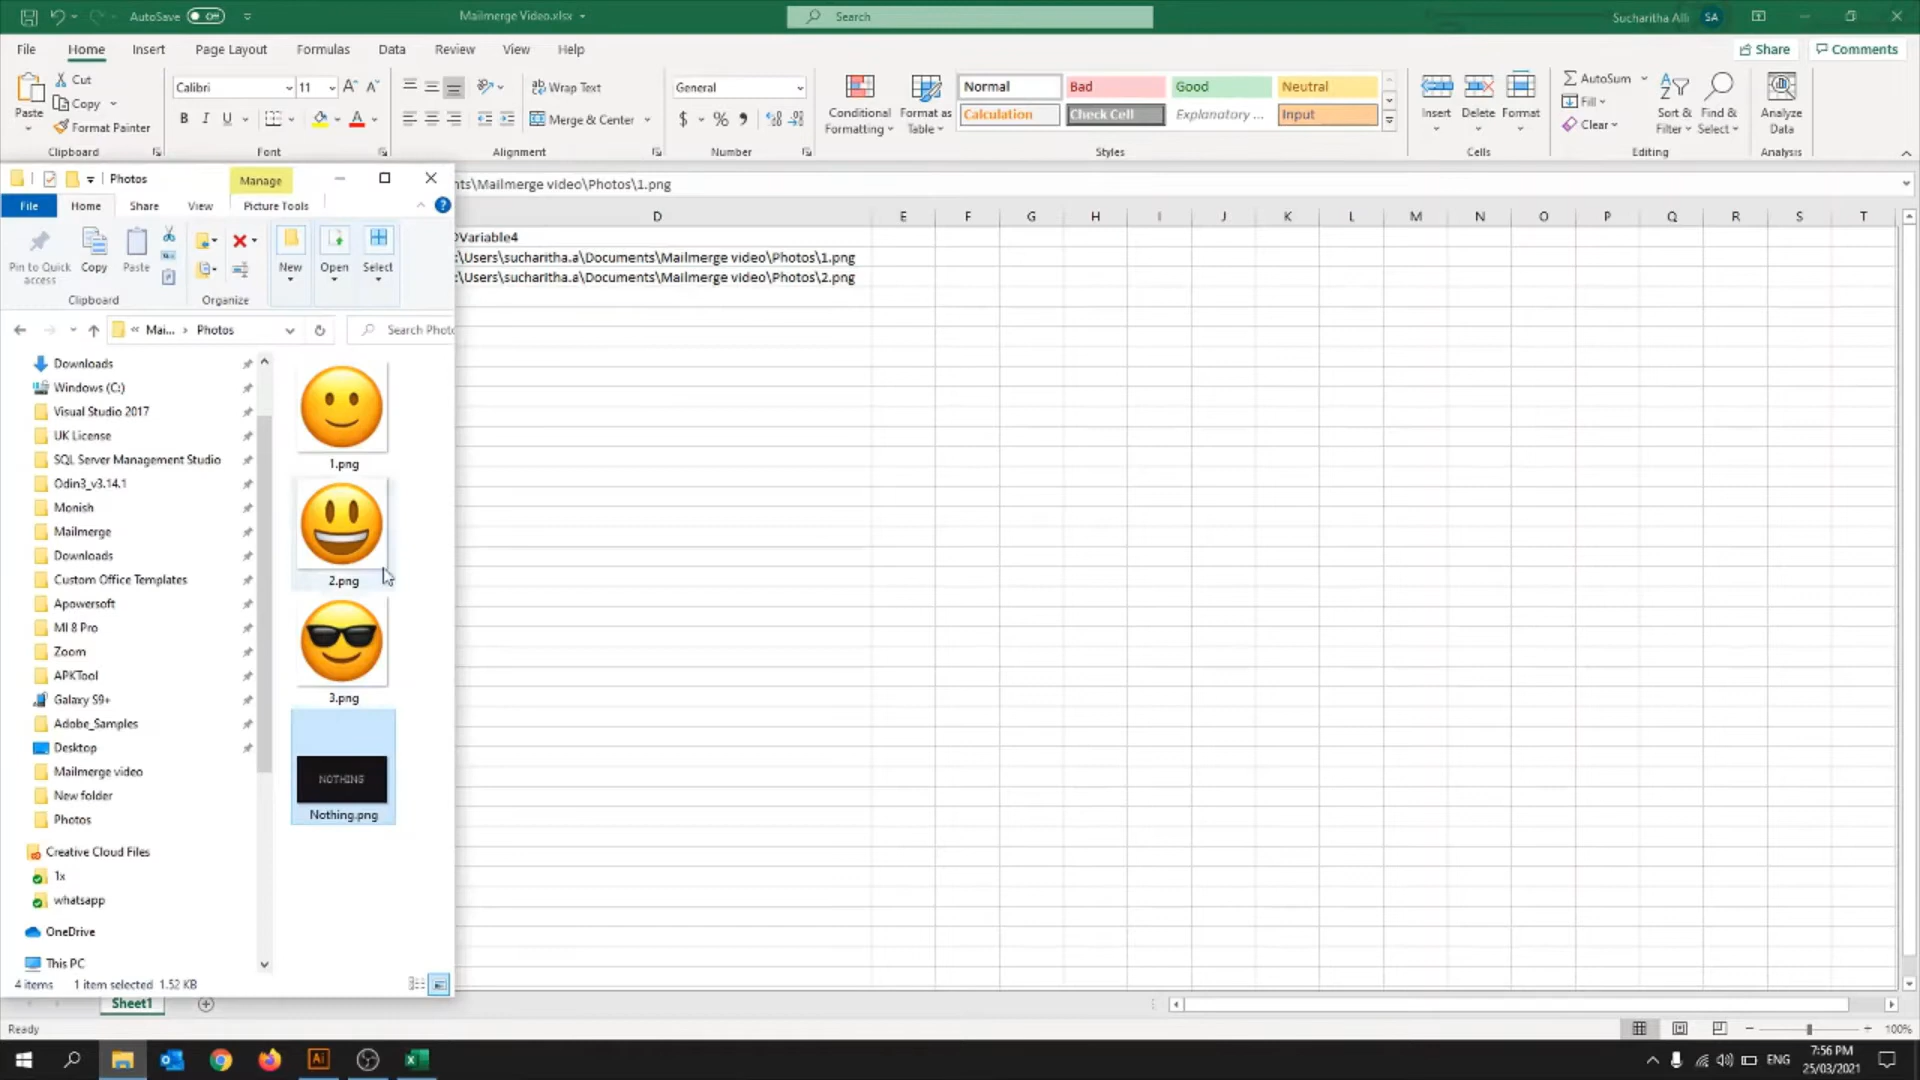 AutoSave Off
Mailmerge Video.xlsx
Search
Sucharitha Alli SA
File Home Insert Page Layout Formulas Data Review View Help
Share Comments
Paste
Cut
Copy
Format Painter
Clipboard
Calibri 11
B I U
Font
Wrap Text
Merge & Center
Alignment
General
$ % 9
Number
Conditional Formatting
Format as Table
Normal Bad Good Neutral
Calculation Check Cell Explanatory ... Input
Styles
Insert Delete Format
Cells
AutoSum
Fill
Clear
Sort & Filter
Find & Select
Editing
Analyze Data
Analysis
Photos
Manage
File Home Share View Picture Tools
Pin to Quick access
Copy
Paste
Clipboard
Organize
New
Open
Select
Mai... Photos
Search Phot
nts\Mailmerge video\Photos\1.png
D E F G H I J K L M N O P Q R S T
Variable4
:\Users\sucharitha.a\Documents\Mailmerge video\Photos\1.png
:\Users\sucharitha.a\Documents\Mailmerge video\Photos\2.png
Downloads
Windows (C:)
Visual Studio 2017
UK License
SQL Server Management Studio
Odin3_v3.14.1
Monish
Mailmerge
Downloads
Custom Office Templates
Apowersoft
MI 8 Pro
Zoom
APKTool
Galaxy S9+
Adobe_Samples
Desktop
Mailmerge video
New folder
Photos
Creative Cloud Files
1x
whatsapp
OneDrive
This PC
1.png
2.png
3.png
NOTHING
Nothing.png
4 items 1 item selected 1.52 KB
Sheet1
Ready
100%
ENG
7:56 PM
25/03/2021